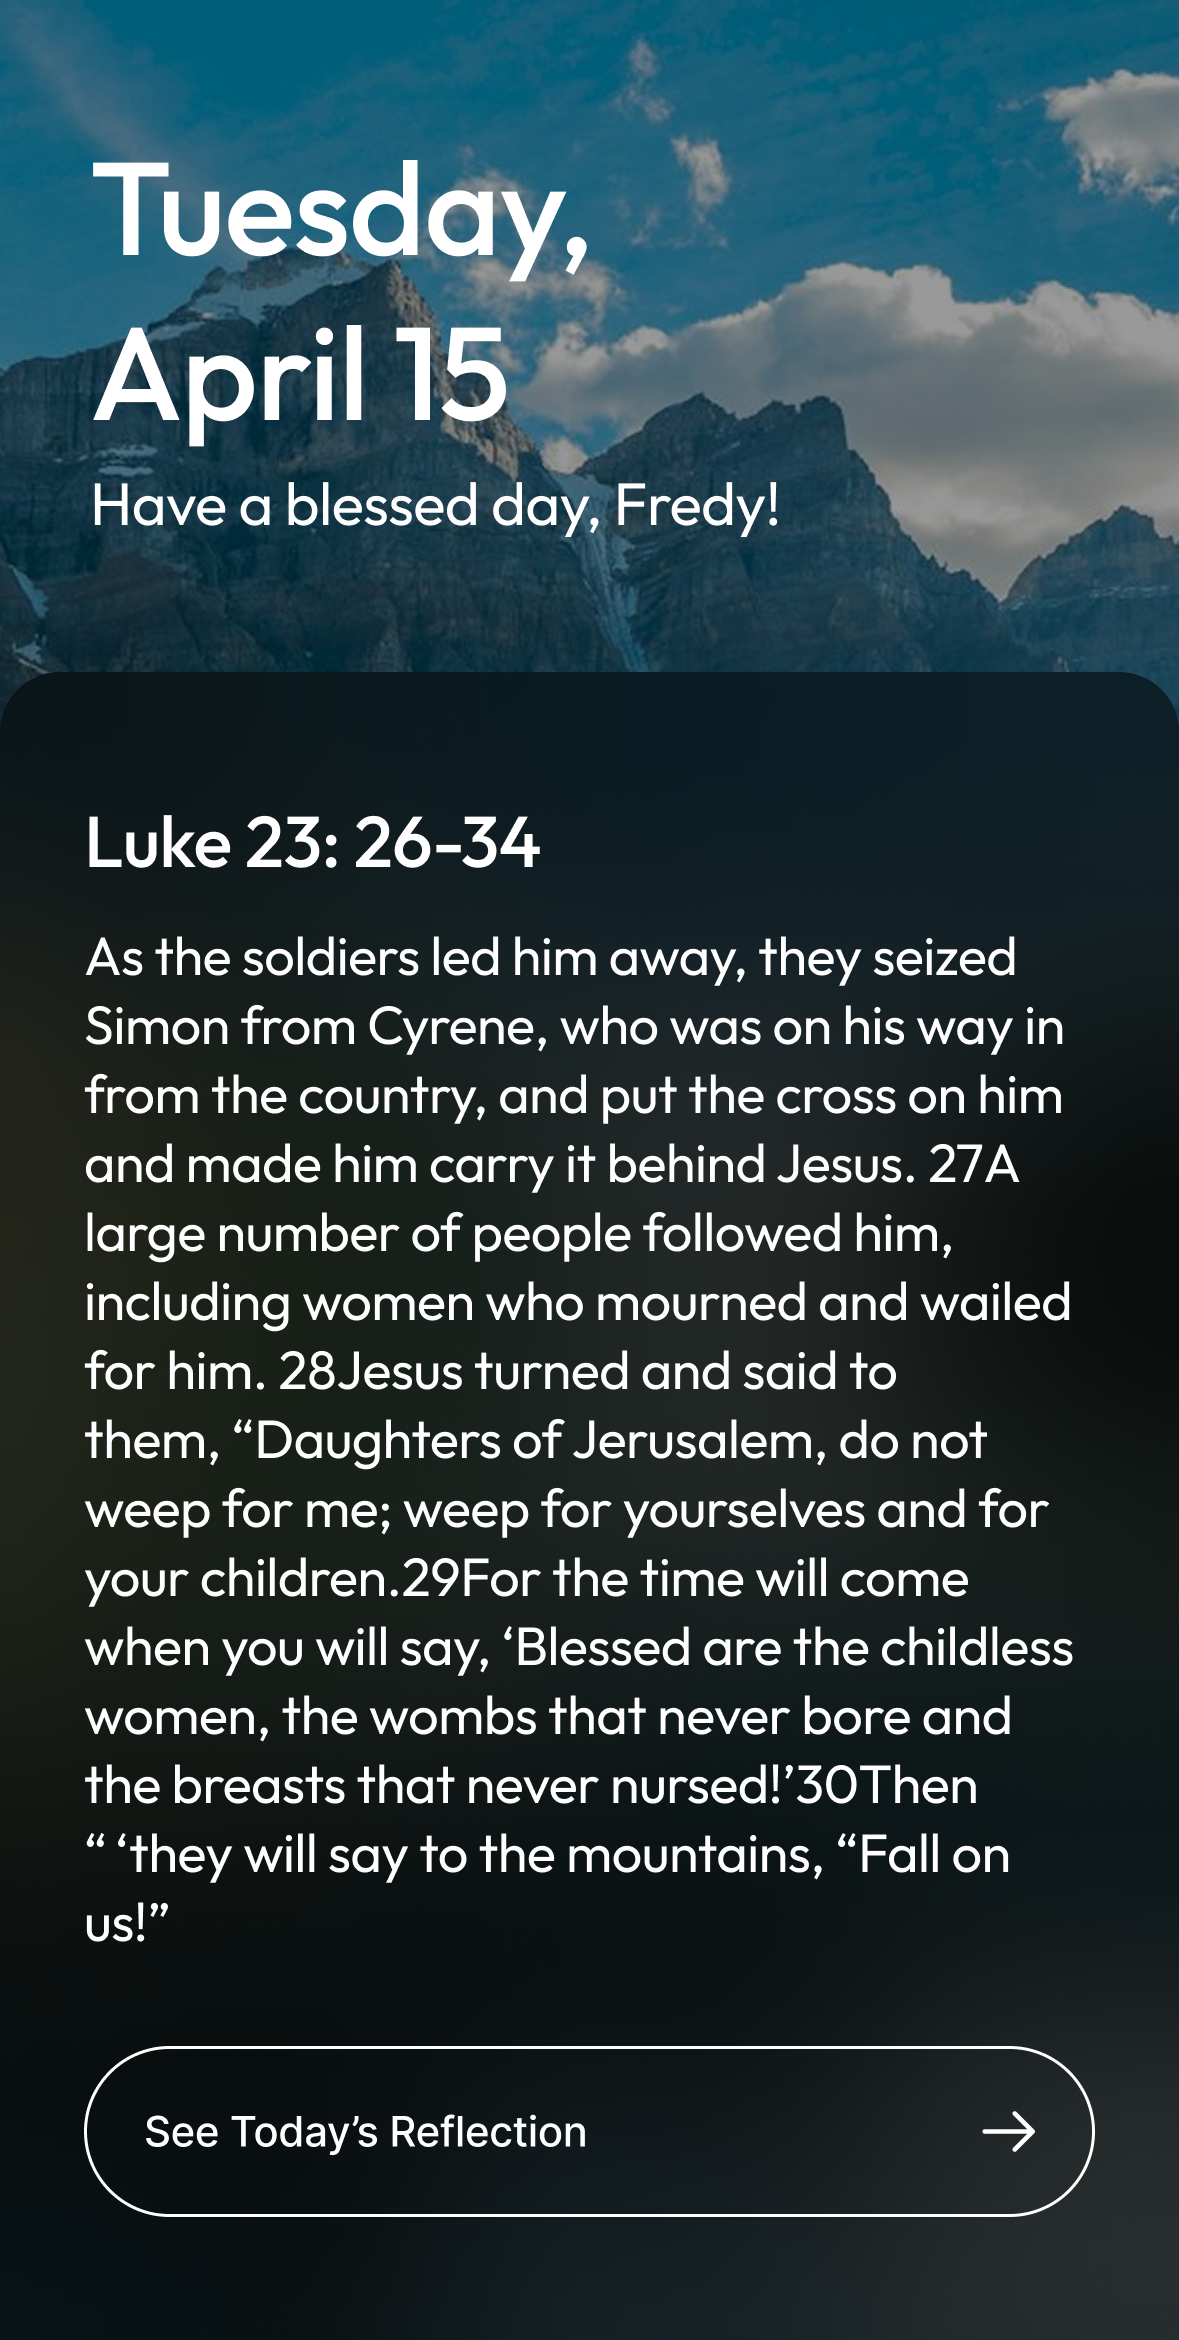 Tuesday,
April 15
Have a blessed day, Fredy!
Luke 23: 26-34
As the soldiers led him away, they seized
Simon from Cyrene, who was on his way in
from the country, and put the cross on him
and made him carry it behind Jesus. 27A
large number of people followed him,
including women who mourned and wailed
for him. 28Jesus turned and said to
them, “Daughters of Jerusalem, do not
weep for me; weep for yourselves and for
your children.29For the time will come
when you will say, ‘Blessed are the childless
women, the wombs that never bore and
the breasts that never nursed!’30Then
“ ‘they will say to the mountains, “Fall on
us!”
See Today’s Reflection